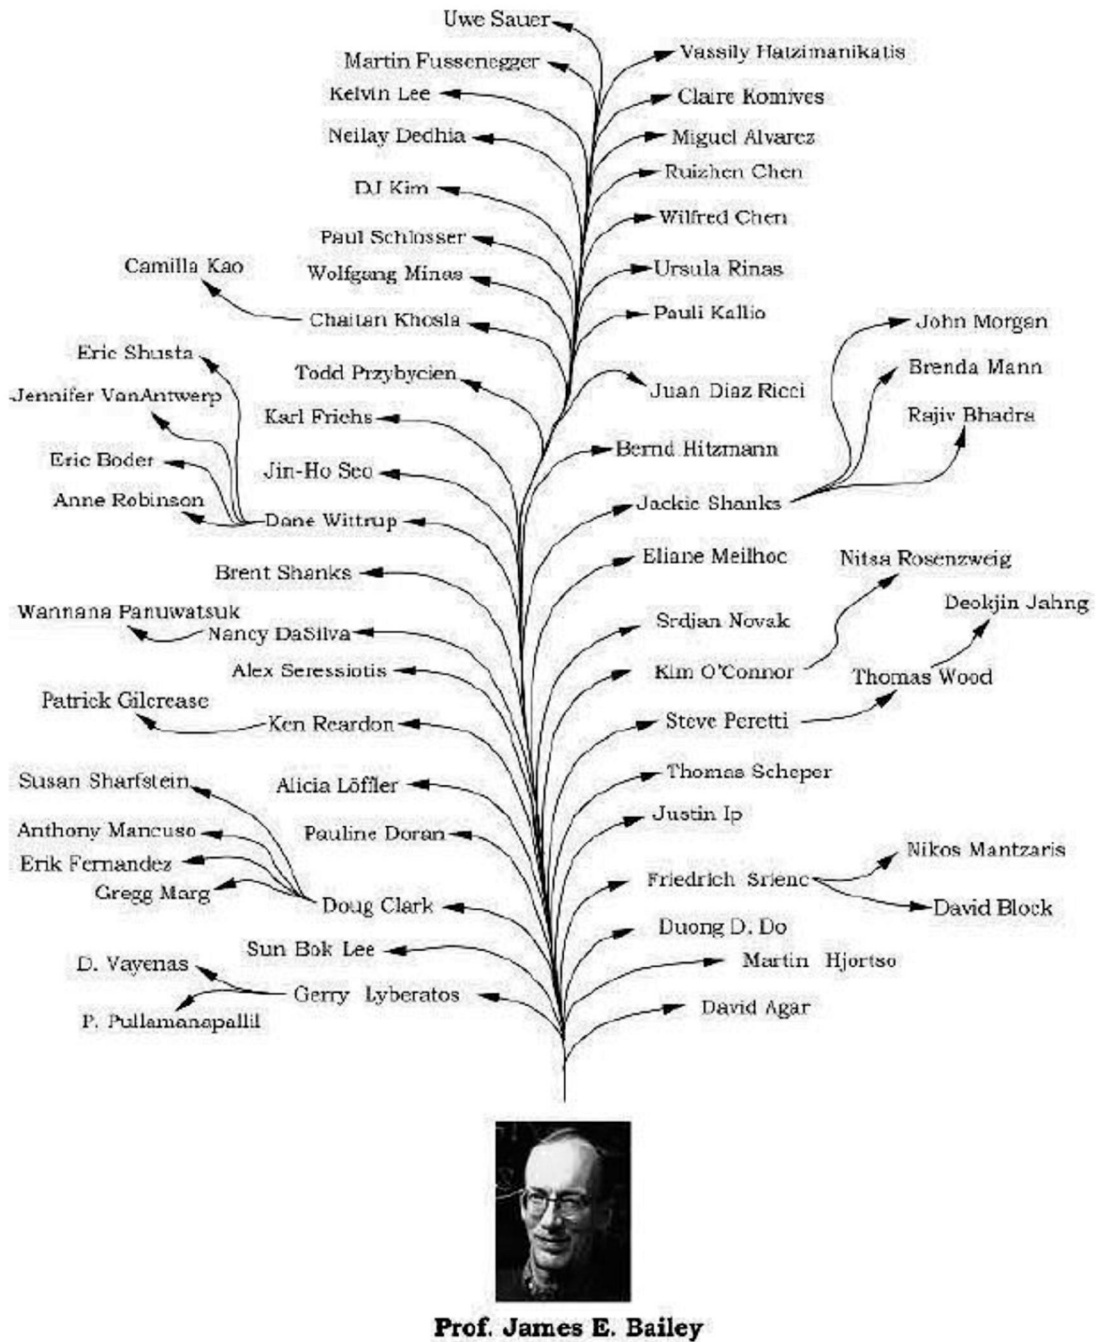 Uwe Sauer
Vassily Hatzimanikatis
Martin Fussenegger
Kelvin Lee
Claire Komives
Neilay Dedhia
Miguel Alvarez
Ruizhen Chen
DJ Kim
Wilfred Chen
Paul Schlosser
Camilla Kao
Wolfgang Minas
Ursula Rinas
Chaitan Khosla
Pauli Kallio
John Morgan
Eric Shusta
Todd Przybycien
Brenda Mann
Jennifer VanAntwerp
Juan Diaz Ricci
Karl Friehs
Rajiv Bhadra
Eric Boder
Jin-Ho Seo
Bernd Hitzmann
Anne Robinson
Dane Wittrup
Jackie Shanks
Brent Shanks
Eliane Meilhoc
Nitsa Rosenzweig
Wannana Panuwatsuk
Deokjin Jahng
Nancy DaSilva
Srdjan Novak
Alex Seressiotis
Kim O'Connor
Thomas Wood
Patrick Gilcrease
Ken Reardon
Steve Peretti
Susan Sharfstein
Alicia Löffler
Thomas Scheper
Anthony Mancuso
Pauline Doran
Justin Ip
Erik Fernandez
Nikos Mantzaris
Gregg Marg
Friedrich Srienc
Doug Clark
David Block
Sun Bok Lee
Duong D. Do
D. Vayenas
Martin Hjortso
Gerry Lyberatos
David Agar
P. Pullamanapallil
Prof. James E. Bailey